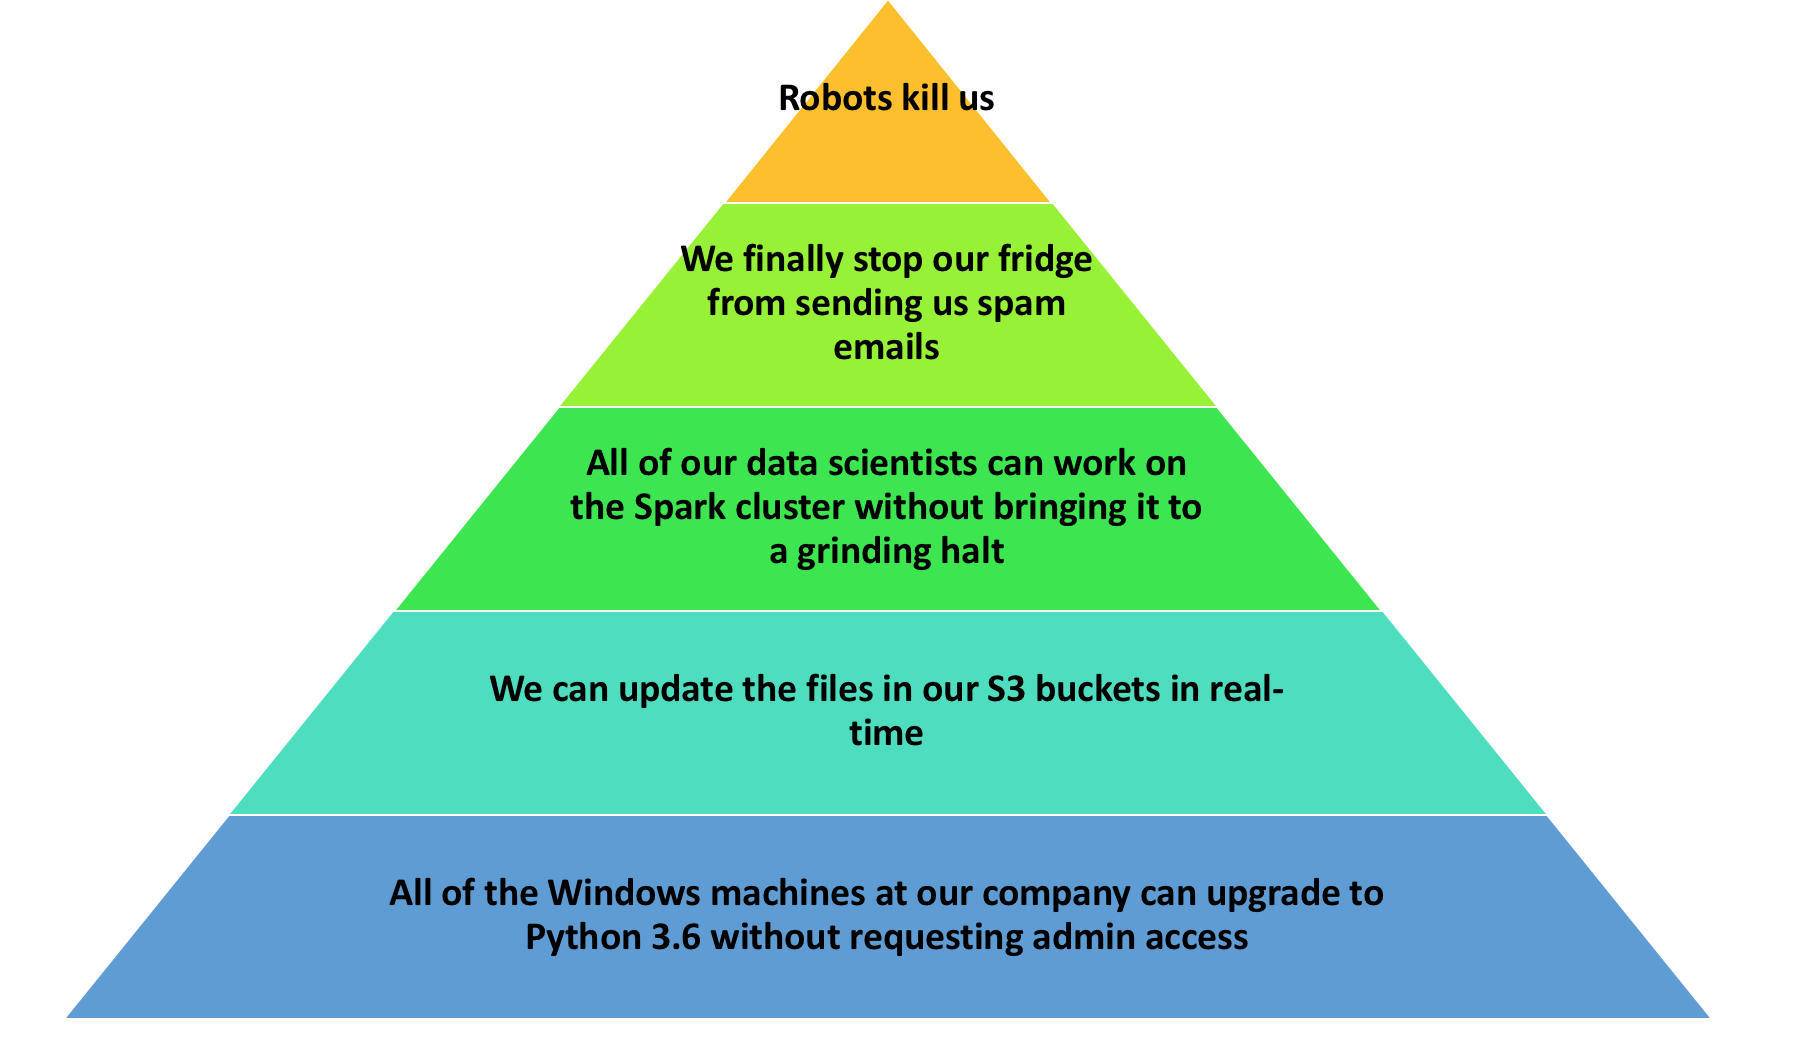 Robots kill us
We finally stop our fridge
from sending us spam
emails
All of our data scientists can work on
the Spark cluster without bringing it to
a grinding halt
We can update the files in our S3 buckets in real-
time
All of the Windows machines at our company can upgrade to
Python 3.6 without requesting admin access